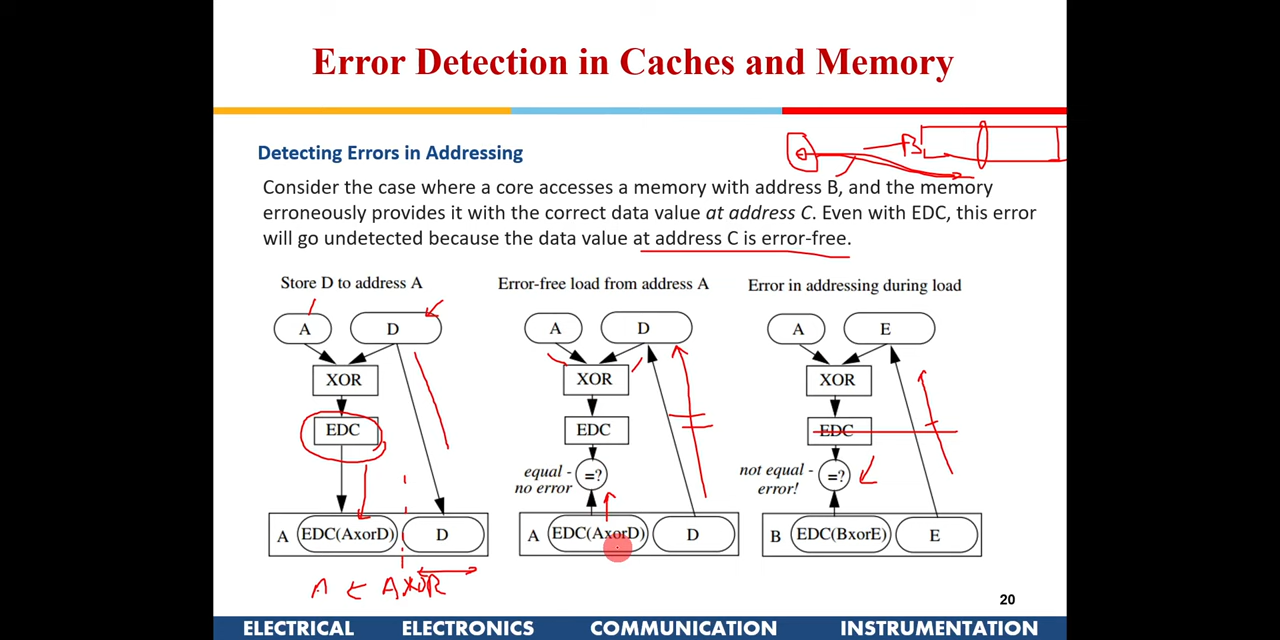 Error Detection in Caches and Memory
Detecting Errors in Addressing
Consider the case where a core accesses a memory with address B, and the memory
erroneously provides it with the correct data value at address C. Even with EDC, this error
will go undetected because the data value at address C is error-free.
Store D to address A
A
D
XOR
EDC
A
EDC(AxorD)
D
Error-free load from address A
A
D
XOR
EDC
equal -
no error
=?
A
EDC(AxorD)
D
Error in addressing during load
A
E
XOR
EDC
not equal -
error!
=?
B
EDC(BxorE)
E
20
ELECTRICAL ELECTRONICS COMMUNICATION INSTRUMENTATION